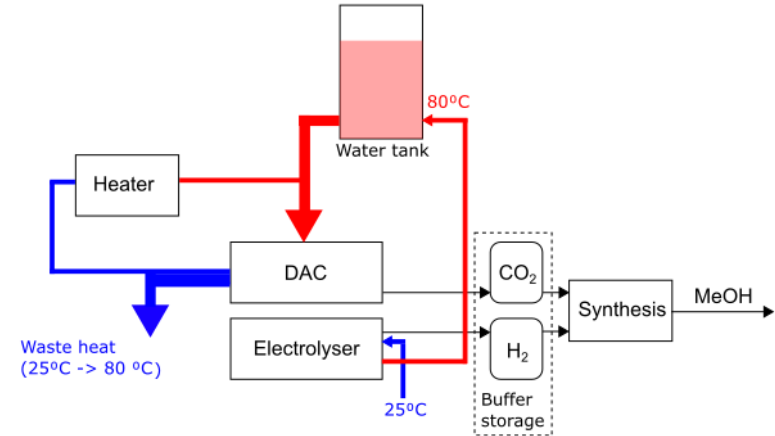 80ºC
Water tank
Heater
DAC
CO₂
Synthesis
MeOH
Electrolyser
H₂
Waste heat
(25ºC -> 80 ºC)
25ºC
Buffer
storage